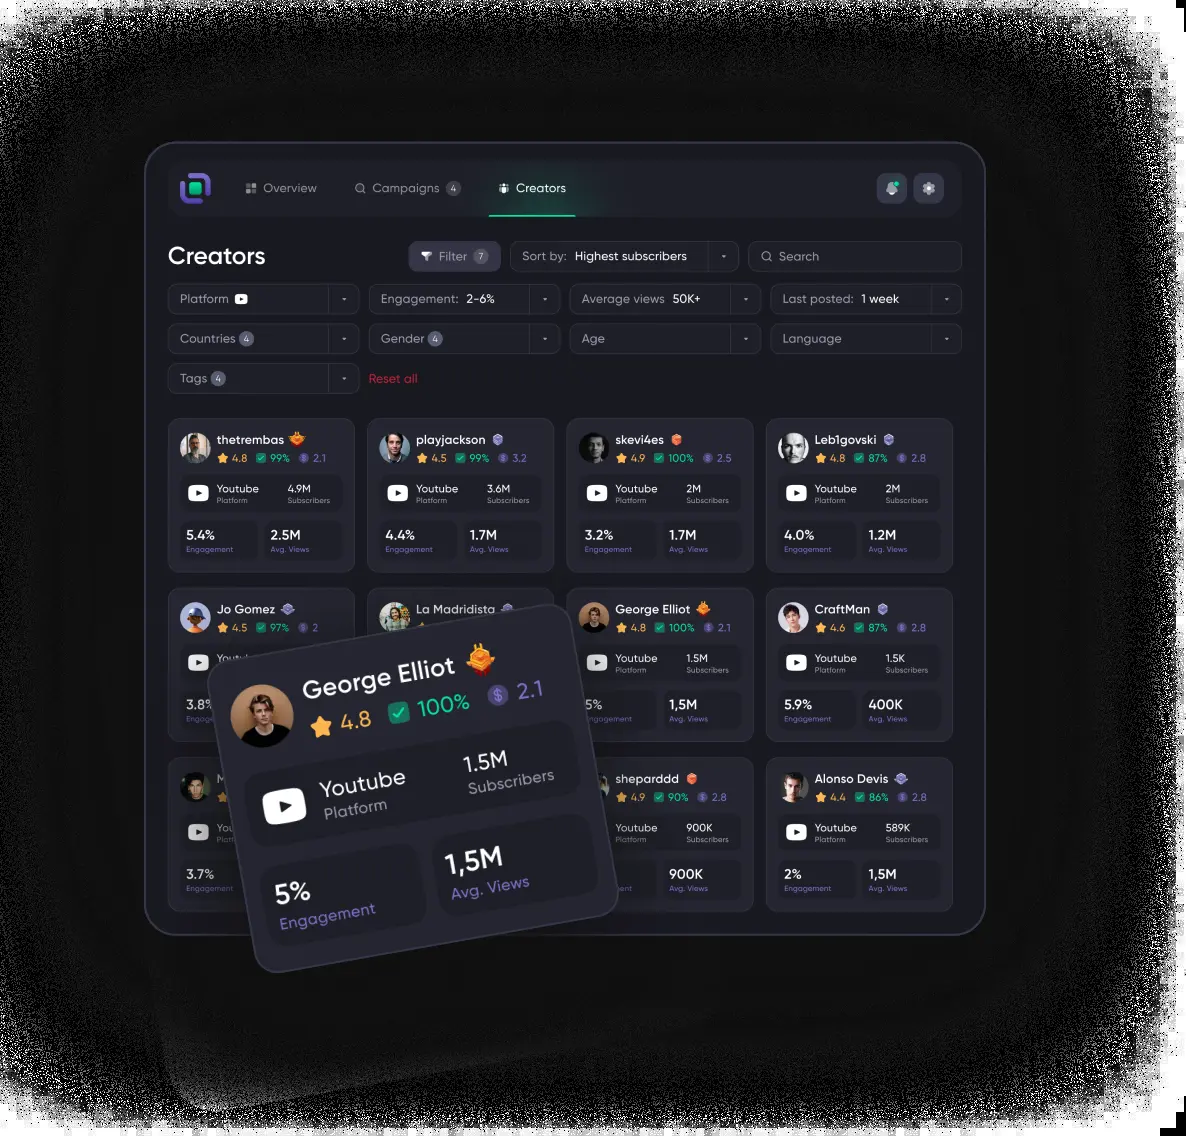 Overview Campaigns 4 Creators
Creators Filter 7 Sort by: Highest subscribers Search
Platform Engagement: 2-6% Average views 50K+ Last posted: 1 week
Countries 4 Gender 4 Age Language
Tags 4 Reset all
thetrembas
4.8 99% 2.1
Youtube 4.9M
Platform Subscribers
5.4% 2.5M
Engagement Avg. Views
playjackson
4.5 99% $ 3.2
Youtube 3.6M
Platform Subscribers
4.4% 1.7M
Engagement Avg. Views
skevi4es
4.9 100% $ 2.5
Youtube 2M
Platform Subscribers
3.2% 1.7M
Engagement Avg. Views
Leb1govski
4.8 87% $ 2.8
Youtube 2M
Platform Subscribers
4.0% 1.2M
Engagement Avg. Views
Jo Gomez
4.5 97% $ 2
3.8%
La Madridista
George Elliot
4.8 100% $ 2.1
Youtube 1.5M
Platform Subscribers
5% 1,5M
Engagement Avg. Views
CraftMan
4.6 87% $ 2.8
Youtube 1.5K
Platform Subscribers
5.9% 400K
Engagement Avg. Views
3.7%
Engagement
sheparddd
4.9 90% $ 2.8
Youtube 900K
Platform Subscribers
900K
Avg. Views
Alonso Devis
4.4 86% $ 2.8
Youtube 589K
Platform Subscribers
2% 1,5M
Engagement Avg. Views
George Elliot
4.8 100% $ 2.1
Youtube 1.5M
Platform Subscribers
5% 1,5M
Engagement Avg. Views